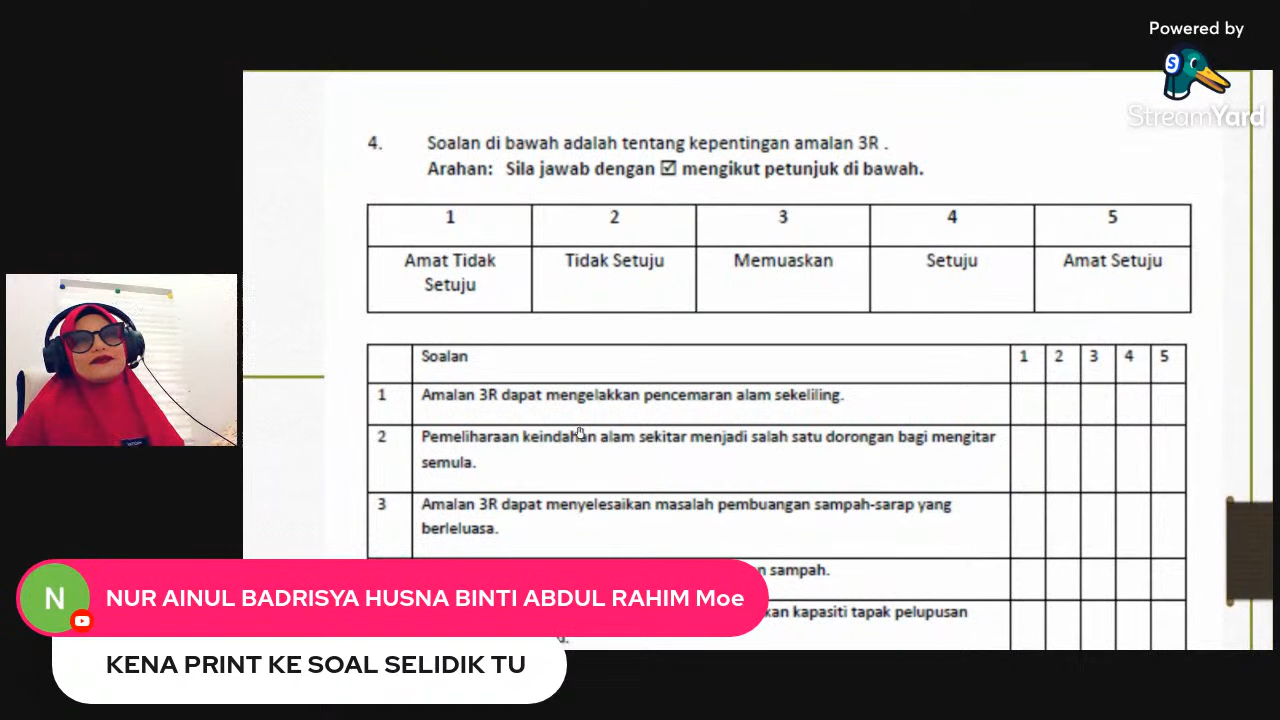 Powered by
StreamYard
4. Soalan di bawah adalah tentang kepentingan amalan 3R .
Arahan: Sila jawab dengan ☑ mengikut petunjuk di bawah.
1 2 3 4 5
Amat Tidak Setuju Tidak Setuju Memuaskan Setuju Amat Setuju
Soalan 1 2 3 4 5
1 Amalan 3R dapat mengelakkan pencemaran alam sekeliling.
2 Pemeliharaan keindahan alam sekitar menjadi salah satu dorongan bagi mengitar
semula.
3 Amalan 3R dapat menyelesaikan masalah pembuangan sampah-sarap yang
berleluasa.
sampah.
kapasiti tapak pelupusan
N
NUR AINUL BADRISYA HUSNA BINTI ABDUL RAHIM Moe
KENA PRINT KE SOAL SELIDIK TU